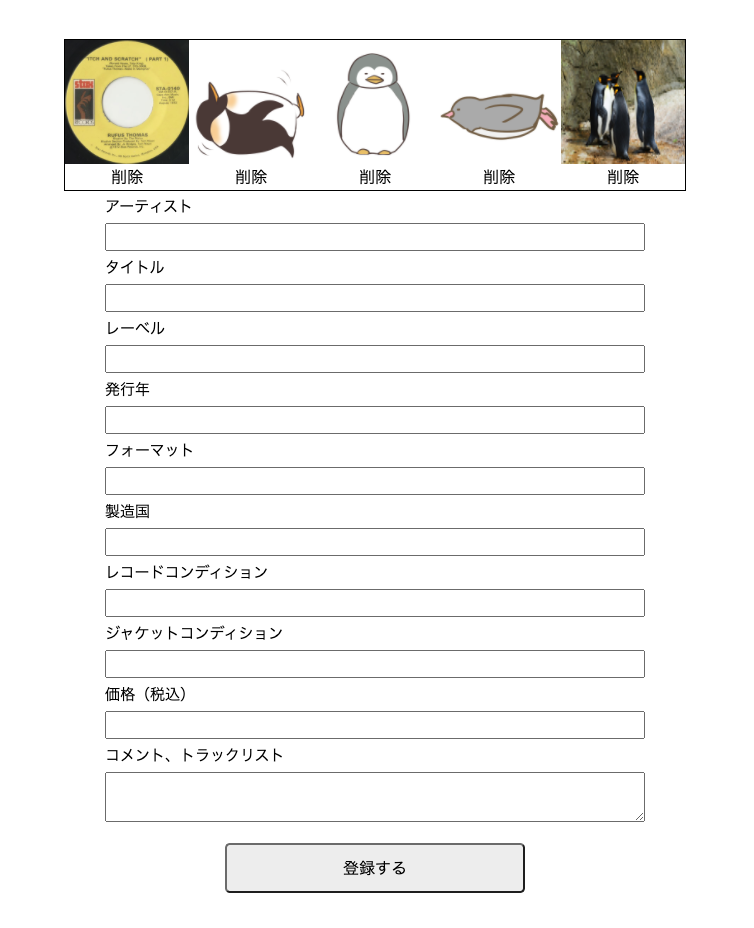 "ITCH AND SCRATCH" (PART 1)
stax
STA-0140
RUFUS THOMAS
削除 削除 削除 削除 削除
アーティスト
タイトル
レーベル
発行年
フォーマット
製造国
レコードコンディション
ジャケットコンディション
価格（税込）
コメント、トラックリスト
登録する